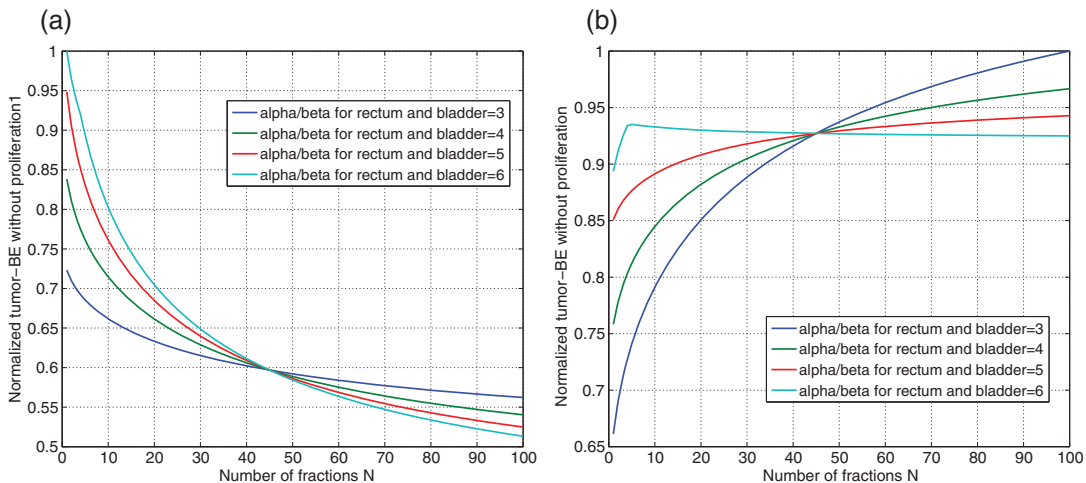 (a)
Normalized tumor-BE without proliferation1
1
0.95
0.9
0.85
0.8
0.75
0.7
0.65
0.6
0.55
0.5
alpha/beta for rectum and bladder=3
alpha/beta for rectum and bladder=4
alpha/beta for rectum and bladder=5
alpha/beta for rectum and bladder=6
0 10 20 30 40 50 60 70 80 90 100
Number of fractions N
(b)
Normalized tumor-BE without proliferation
1
0.95
0.9
0.85
0.8
0.75
0.7
0.65
alpha/beta for rectum and bladder=3
alpha/beta for rectum and bladder=4
alpha/beta for rectum and bladder=5
alpha/beta for rectum and bladder=6
0 10 20 30 40 50 60 70 80 90 100
Number of fractions N